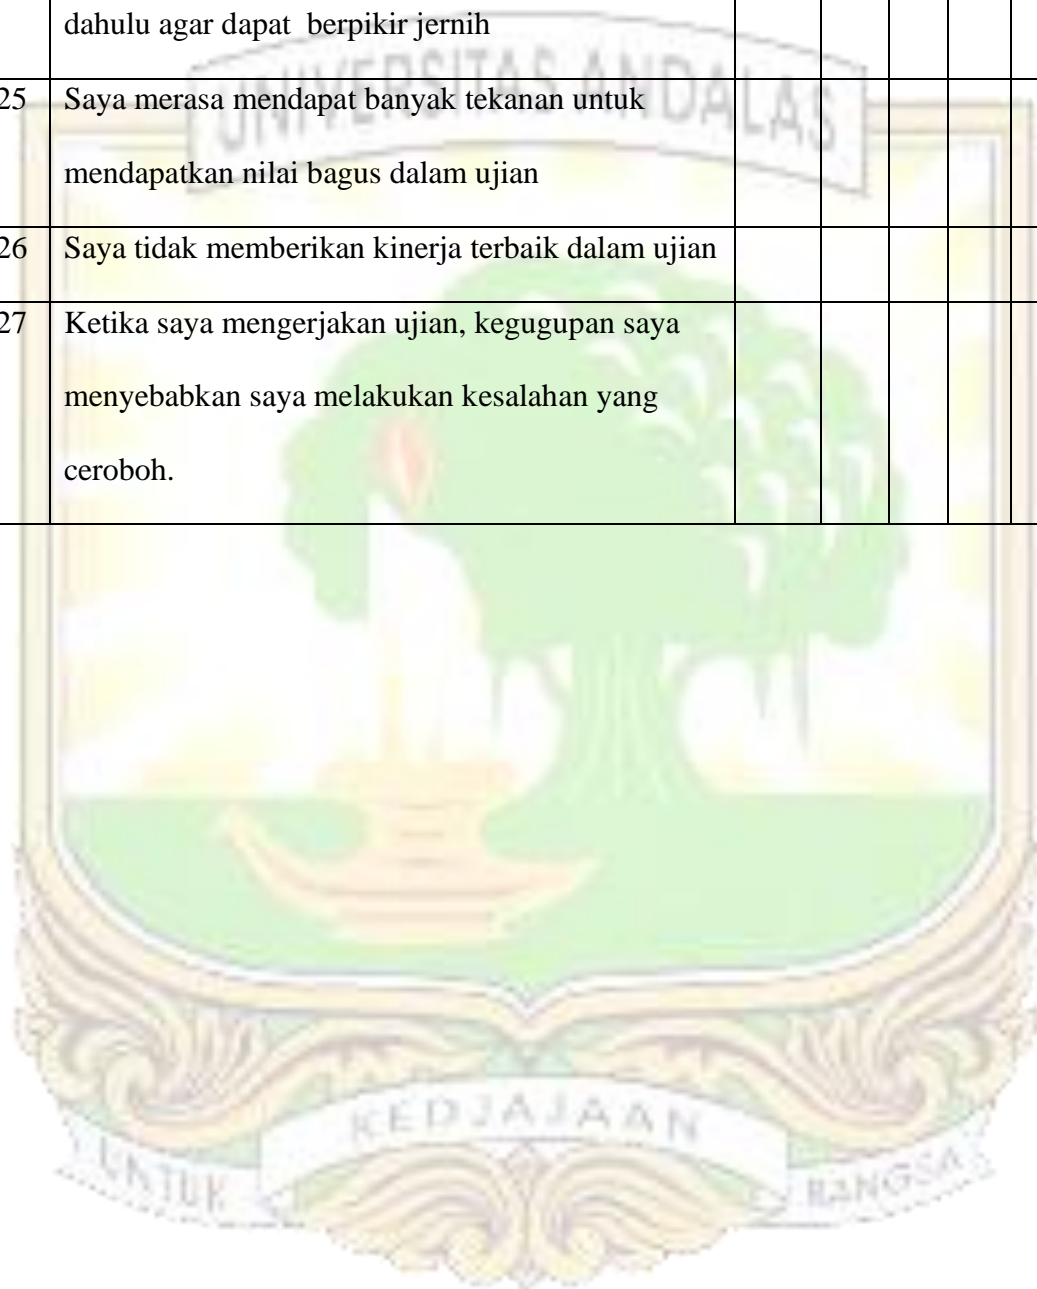 dahulu agar dapat berpikir jernih
UNIVERSITAS ANDALAS
25 Saya merasa mendapat banyak tekanan untuk
mendapatkan nilai bagus dalam ujian
26 Saya tidak memberikan kinerja terbaik dalam ujian
27 Ketika saya mengerjakan ujian, kegugupan saya
menyebabkan saya melakukan kesalahan yang
ceroboh.
UNTUK KEDJAJAAN BANGSA